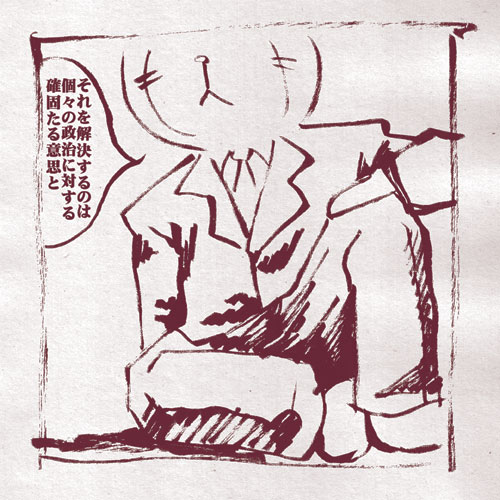 それを解決するのは
個々の政治に対する
確固たる意思と